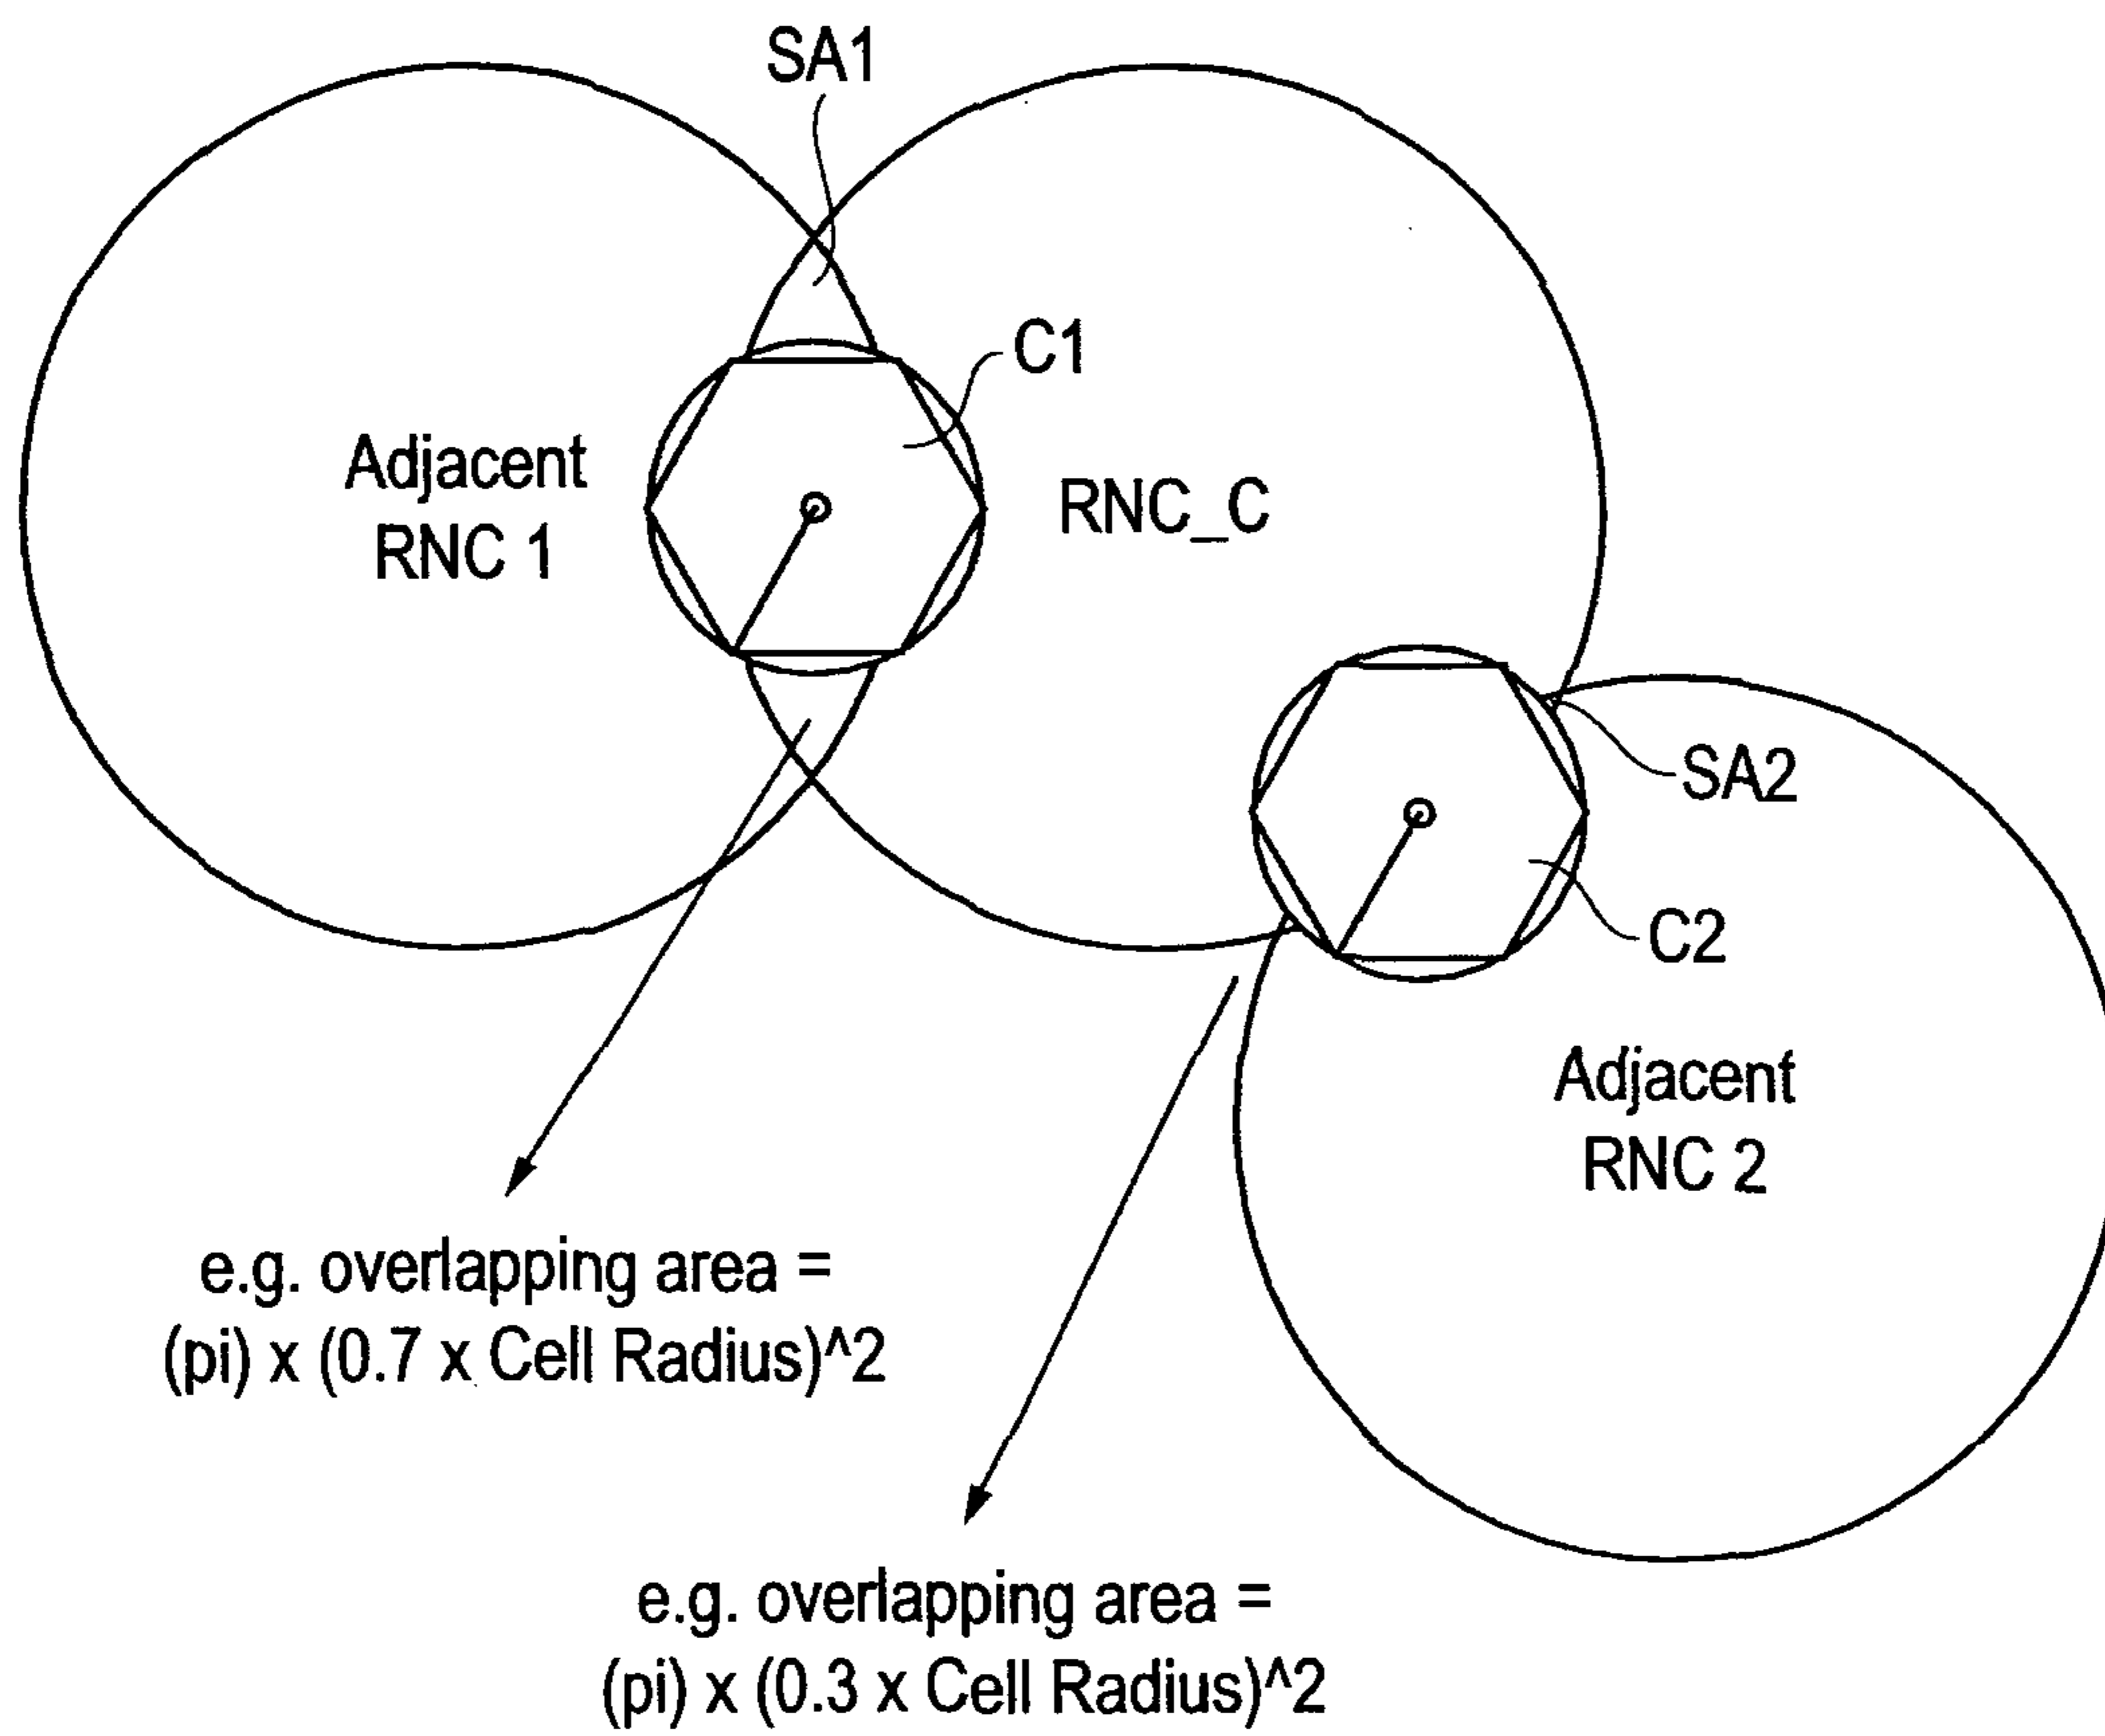 SA1
C1
Adjacent
RNC 1
RNC_C
SA2
C2
Adjacent
RNC 2
e.g. overlapping area =
(pi) x (0.7 x Cell Radius)^2
e.g. overlapping area =
(pi) x (0.3 x Cell Radius)^2